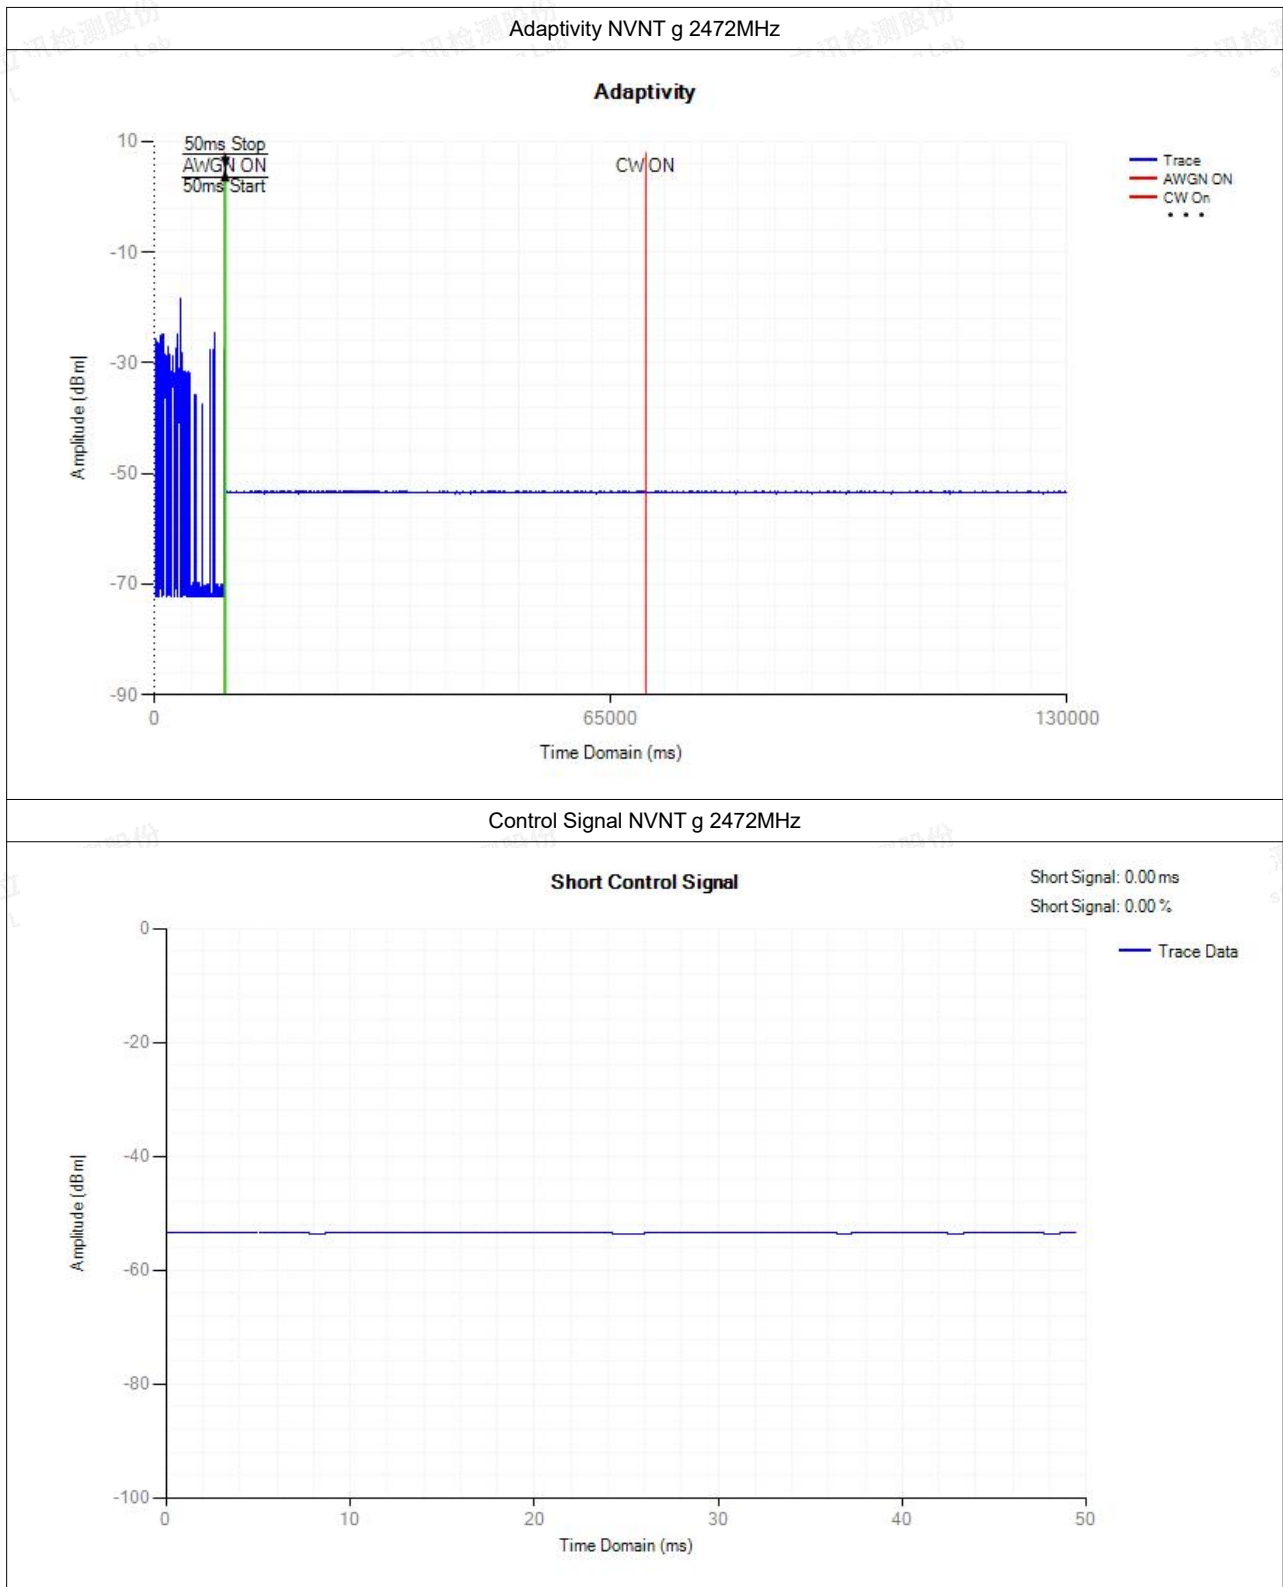 Adaptivity NVNT g 2472MHz
Adaptivity
50ms Stop
AWGN ON
50ms Start
CW ON
Trace
AWGN ON
CW On
• • •
10
-10
-30
-50
-70
-90
Amplitude (dBm)
0 65000 130000
Time Domain (ms)
Control Signal NVNT g 2472MHz
Short Control Signal
Short Signal: 0.00 ms
Short Signal: 0.00 %
Trace Data
0
-20
-40
-60
-80
-100
Amplitude (dBm)
0 10 20 30 40 50
Time Domain (ms)